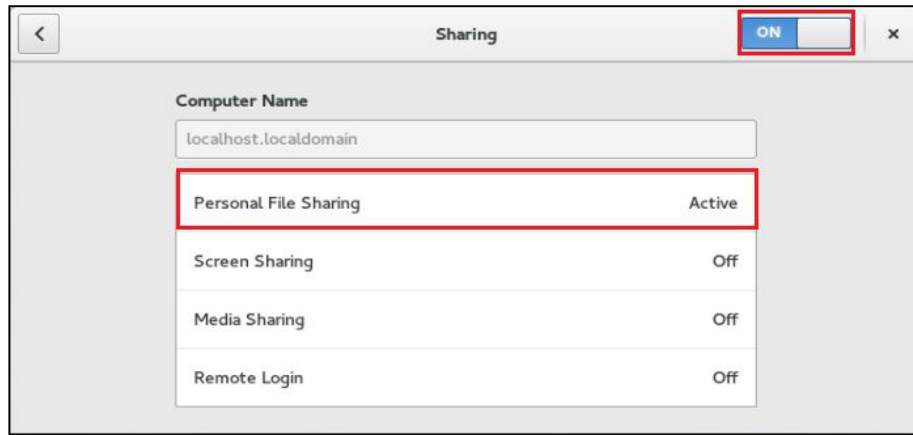 Sharing ON
Computer Name
localhost.localdomain
Personal File Sharing Active
Screen Sharing Off
Media Sharing Off
Remote Login Off